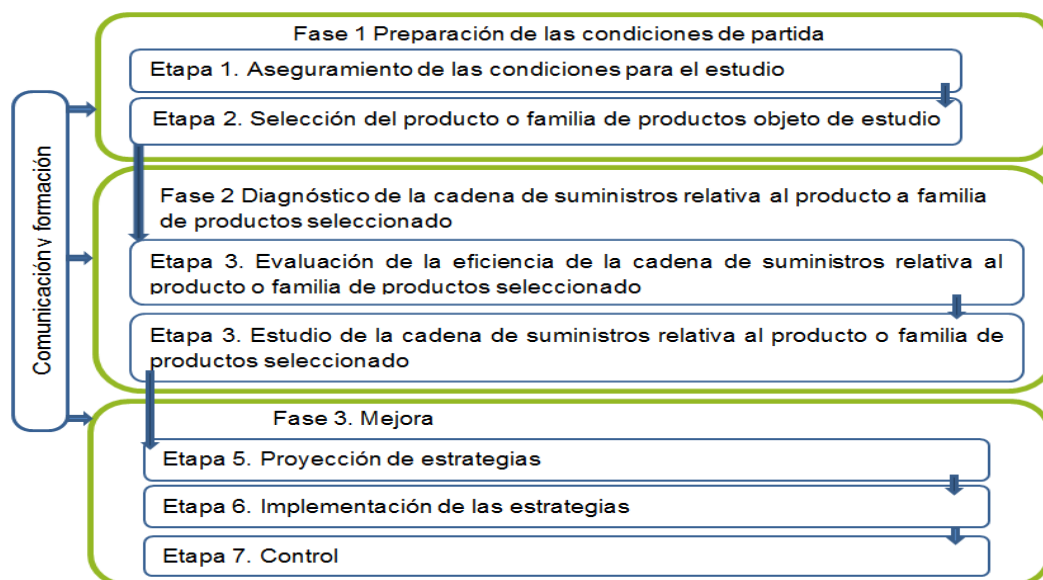 Comunicación y formación
Fase 1 Preparación de las condiciones de partida
Etapa 1. Aseguramiento de las condiciones para el estudio
Etapa 2. Selección del producto o familia de productos objeto de estudio
Fase 2 Diagnóstico de la cadena de suministros relativa al producto a familia
de productos seleccionado
Etapa 3. Evaluación de la eficiencia de la cadena de suministros relativa al
producto o familia de productos seleccionado
Etapa 3. Estudio de la cadena de suministros relativa al producto o familia de
productos seleccionado
Fase 3. Mejora
Etapa 5. Proyección de estrategias
Etapa 6. Implementación de las estrategias
Etapa 7. Control